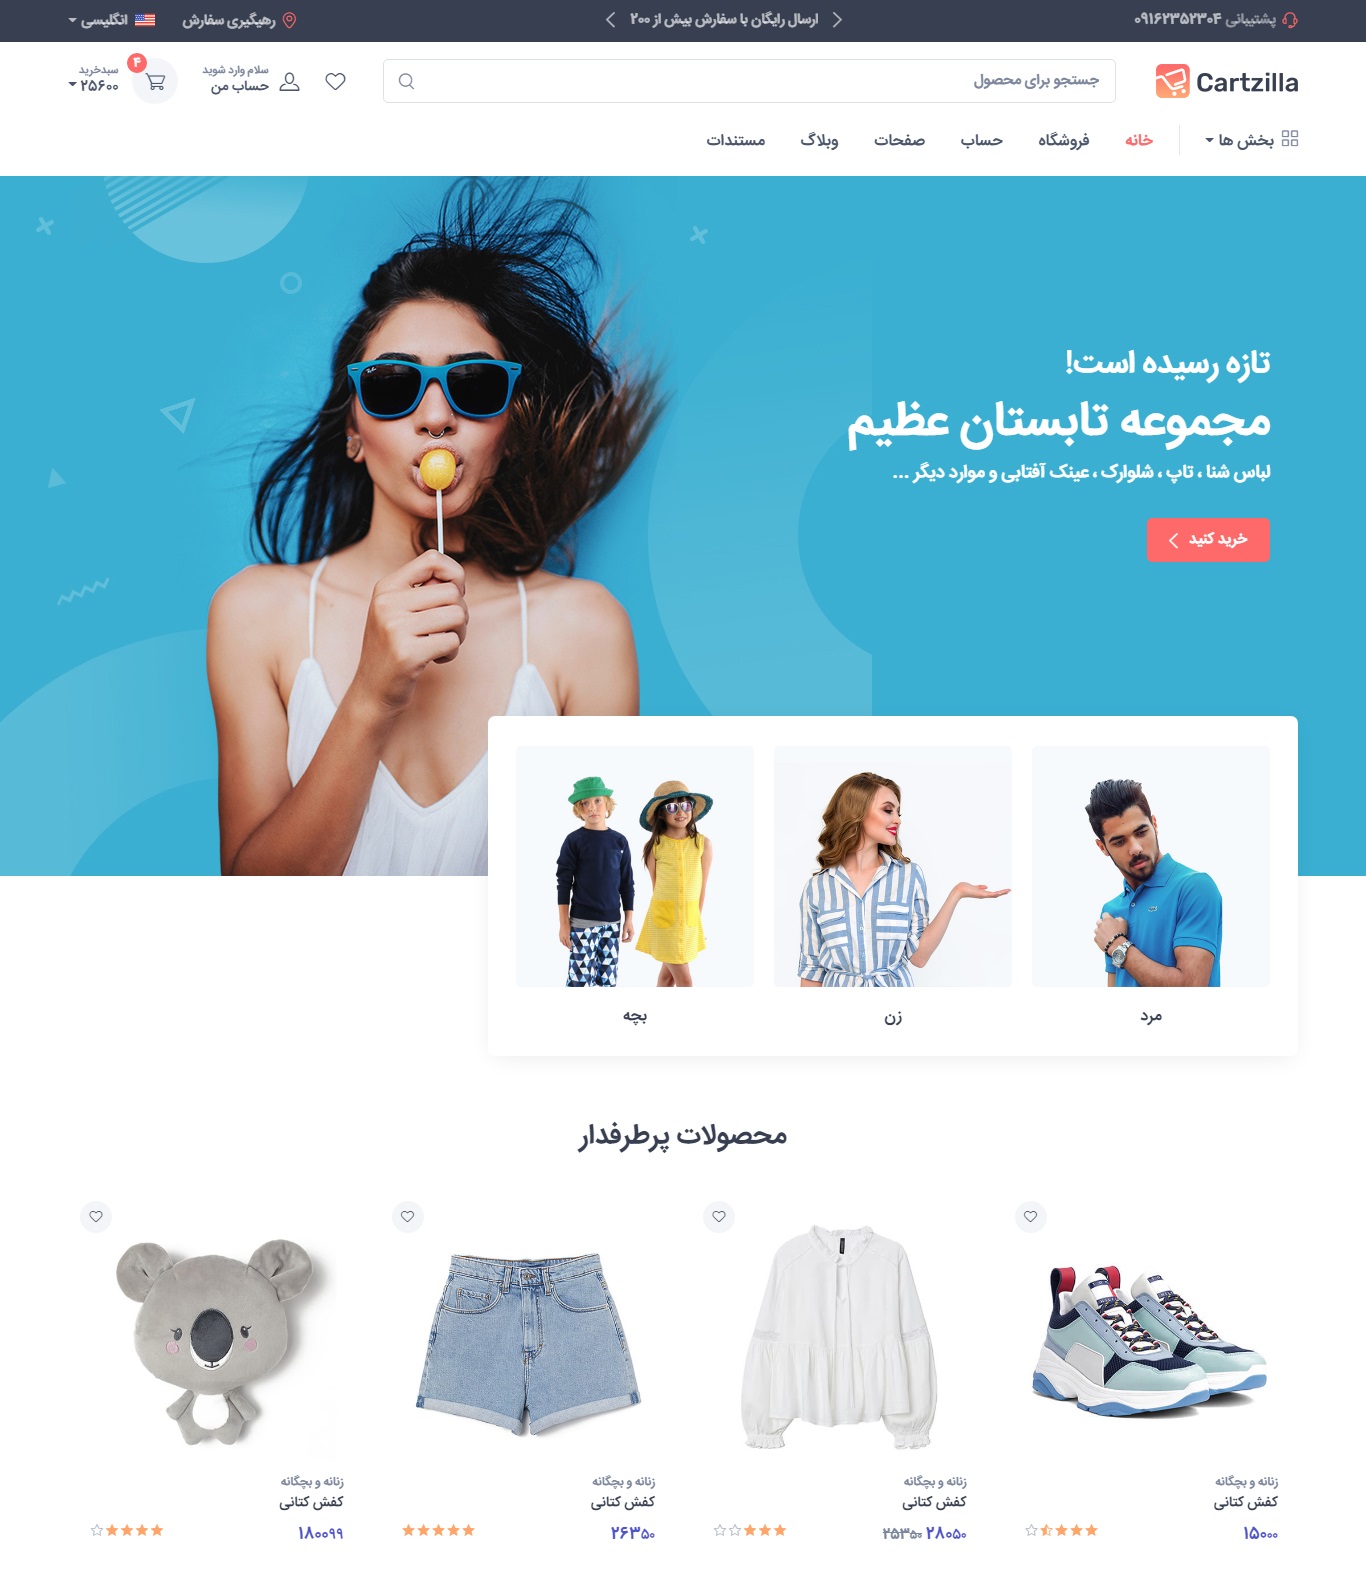 پشتیبانی ۰۹۱۶۲۳۵۲۳۰۴
ارسال رایگان با سفارش بیش از ۲۰۰
رهیگیری سفارش
انگلیسی
Cartzilla
جستجو برای محصول
سلام وارد شوید
حساب من
۴
سبدخرید
۲۵۶۰۰
بخش ها
خانه
فروشگاه
حساب
صفحات
وبلاگ
مستندات
تازه رسیده است!
مجموعه تابستان عظیم
لباس شنا ، تاپ ، شلوارک ، عینک آفتابی و موارد دیگر ...
خرید کنید
مرد
زن
بچه
محصولات پرطرفدار
زنانه و بچگانه
کفش کتانی
۱۵۰۰۰
زنانه و بچگانه
کفش کتانی
۲۸۰۵۰ ۲۵۳۵۰
زنانه و بچگانه
کفش کتانی
۲۶۳۵۰
زنانه و بچگانه
کفش کتانی
۱۸۰۰۹۹